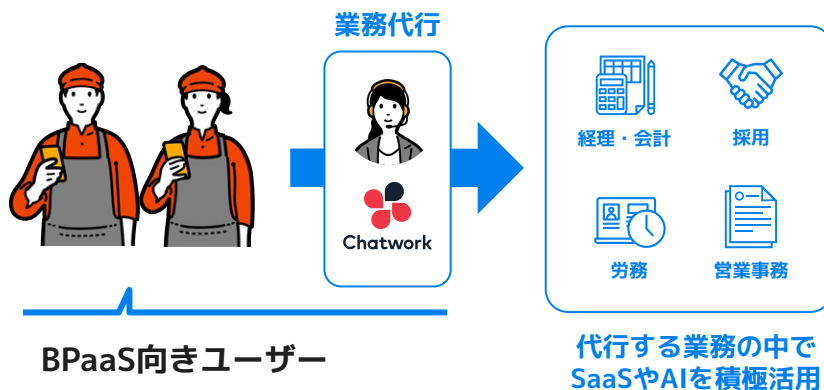 業務代行
Chatwork
経理・会計
採用
労務
営業事務
BPaaS向きユーザー
代行する業務の中で
SaaSやAIを積極活用